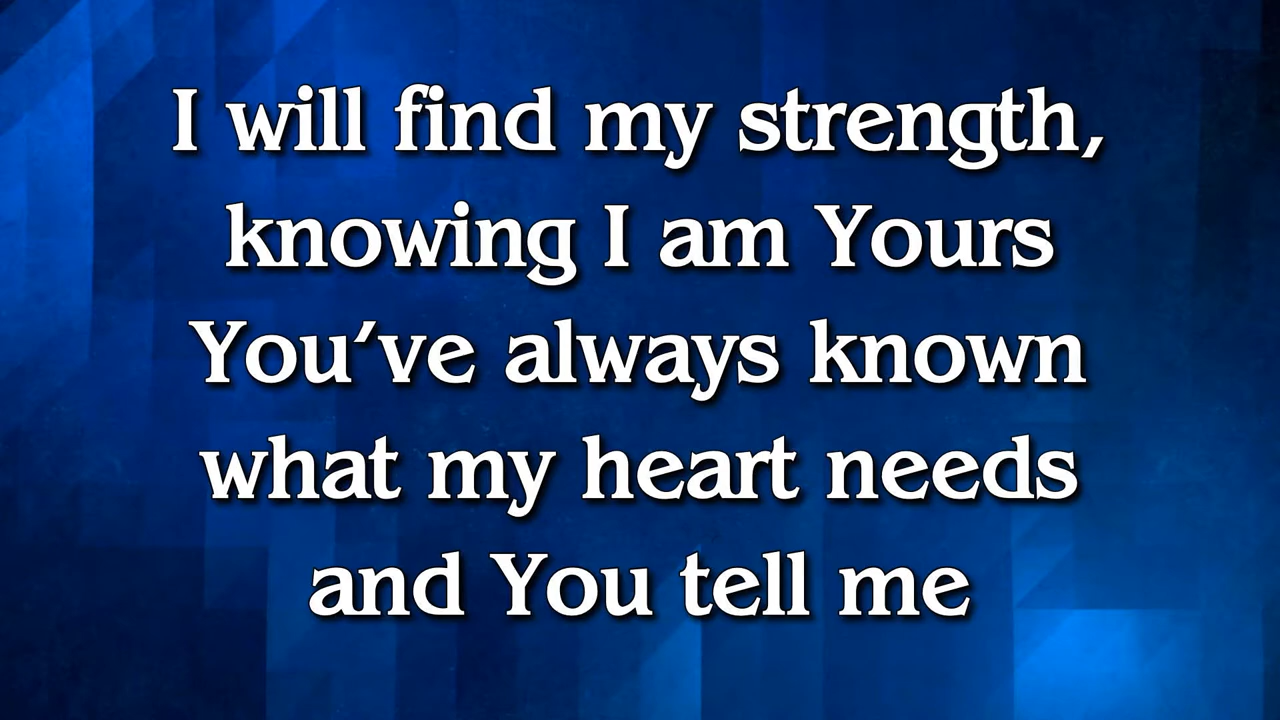 I will find my strength,
knowing I am Yours
You’ve always known
what my heart needs
and You tell me